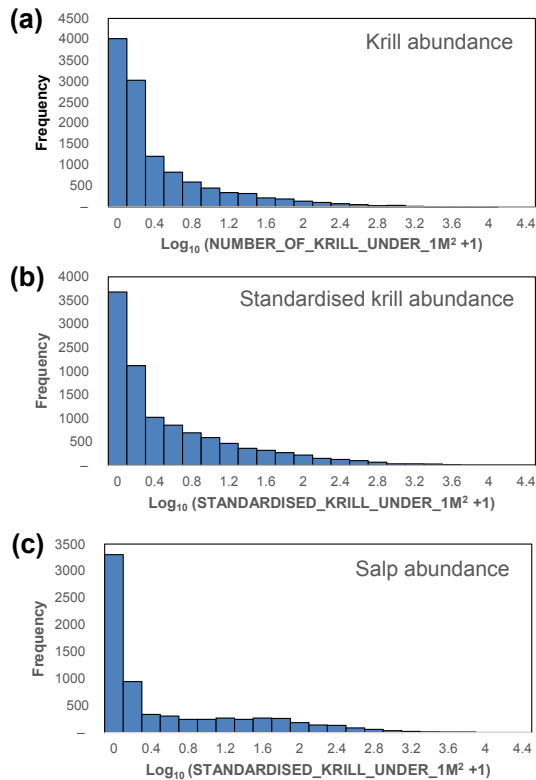 (a)
Krill abundance
4500
4000
3500
3000
2500
2000
1500
1000
500
–
Frequency
0 0.4 0.8 1.2 1.6 2 2.4 2.8 3.2 3.6 4 4.4
Log₁₀ (NUMBER_OF_KRILL_UNDER_1M² +1)
(b)
Standardised krill abundance
4000
3500
3000
2500
2000
1500
1000
500
–
Frequency
0 0.4 0.8 1.2 1.6 2 2.4 2.8 3.2 3.6 4 4.4
Log₁₀ (STANDARDISED_KRILL_UNDER_1M² +1)
(c)
Salp abundance
3500
3000
2500
2000
1500
1000
500
–
Frequency
0 0.4 0.8 1.2 1.6 2 2.4 2.8 3.2 3.6 4 4.4
Log₁₀ (STANDARDISED_KRILL_UNDER_1M² +1)